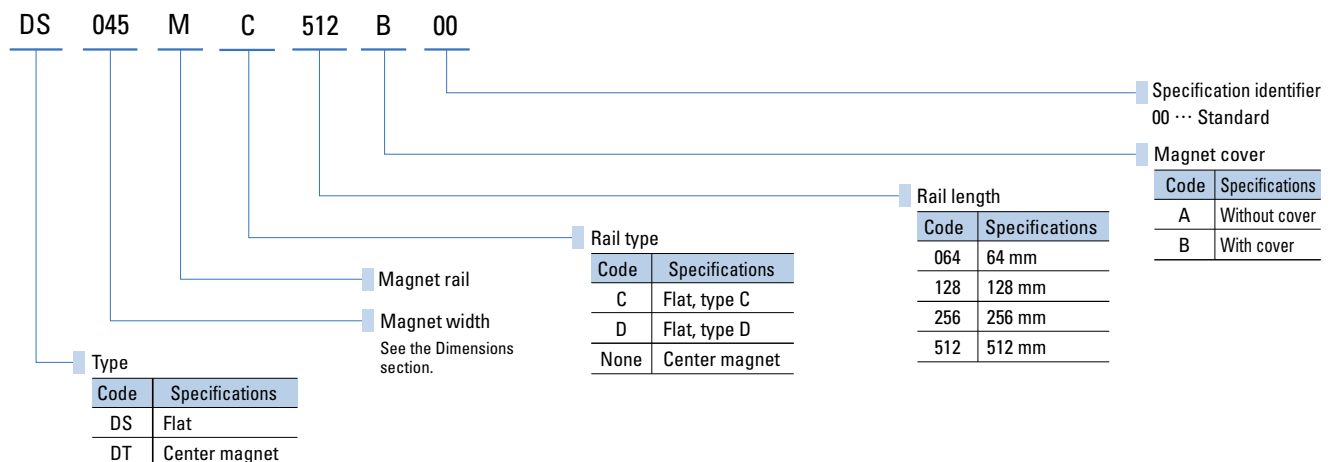 DS 045 M C 512 B 00
Specification identifier
00 ··· Standard
Magnet cover
Code Specifications
A Without cover
B With cover
Rail length
Code Specifications
064 64 mm
128 128 mm
256 256 mm
512 512 mm
Rail type
Code Specifications
C Flat, type C
D Flat, type D
None Center magnet
Magnet rail
Magnet width
See the Dimensions
section.
Type
Code Specifications
DS Flat
DT Center magnet